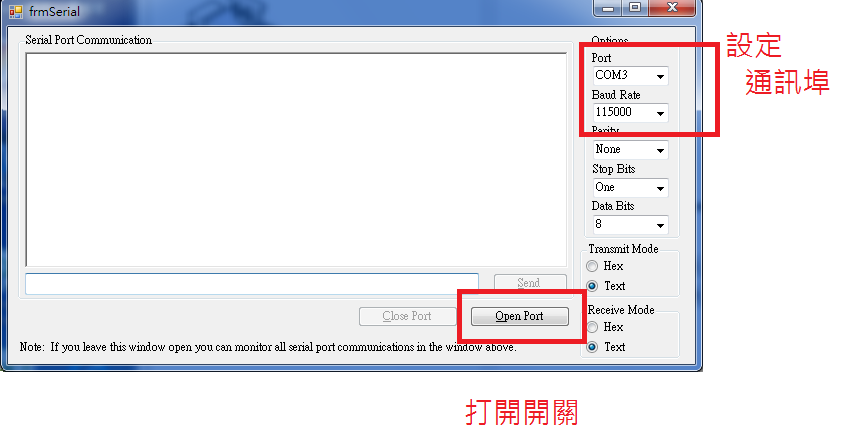 frmSerial
Serial Port Communication
Options
Port
COM3
Baud Rate
115000
Parity
None
Stop Bits
One
Data Bits
8
Transmit Mode
Hex
Text
Send
Receive Mode
Hex
Text
Close Port
Open Port
Note: If you leave this window open you can monitor all serial port communications in the window above.
設定
通訊埠
打開開關